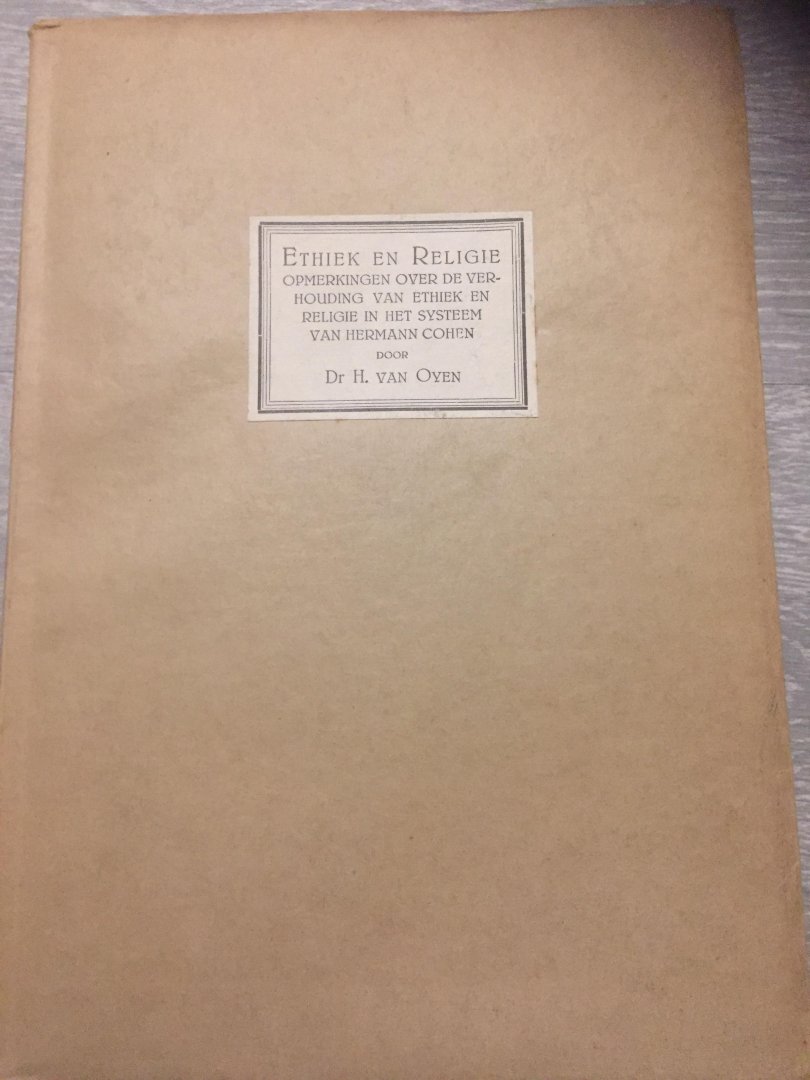 ETHIEK EN RELIGIE
OPMERKINGEN OVER DE VER-
HOUDING VAN ETHIEK EN
RELIGIE IN HET SYSTEEM
VAN HERMANN COHEN
DOOR
Dr H. VAN OYEN